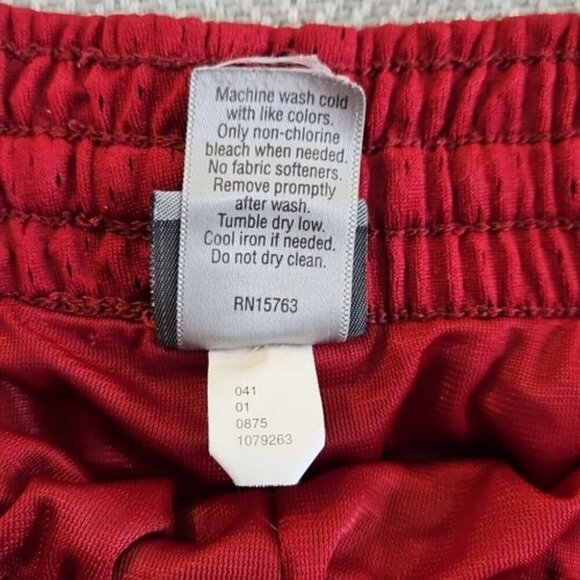 Machine wash cold
with like colors.
Only non-chlorine
bleach when needed.
No fabric softeners.
Remove promptly
after wash.
Tumble dry low.
Cool iron if needed.
Do not dry clean.
RN15763
041
01
0875
1079263